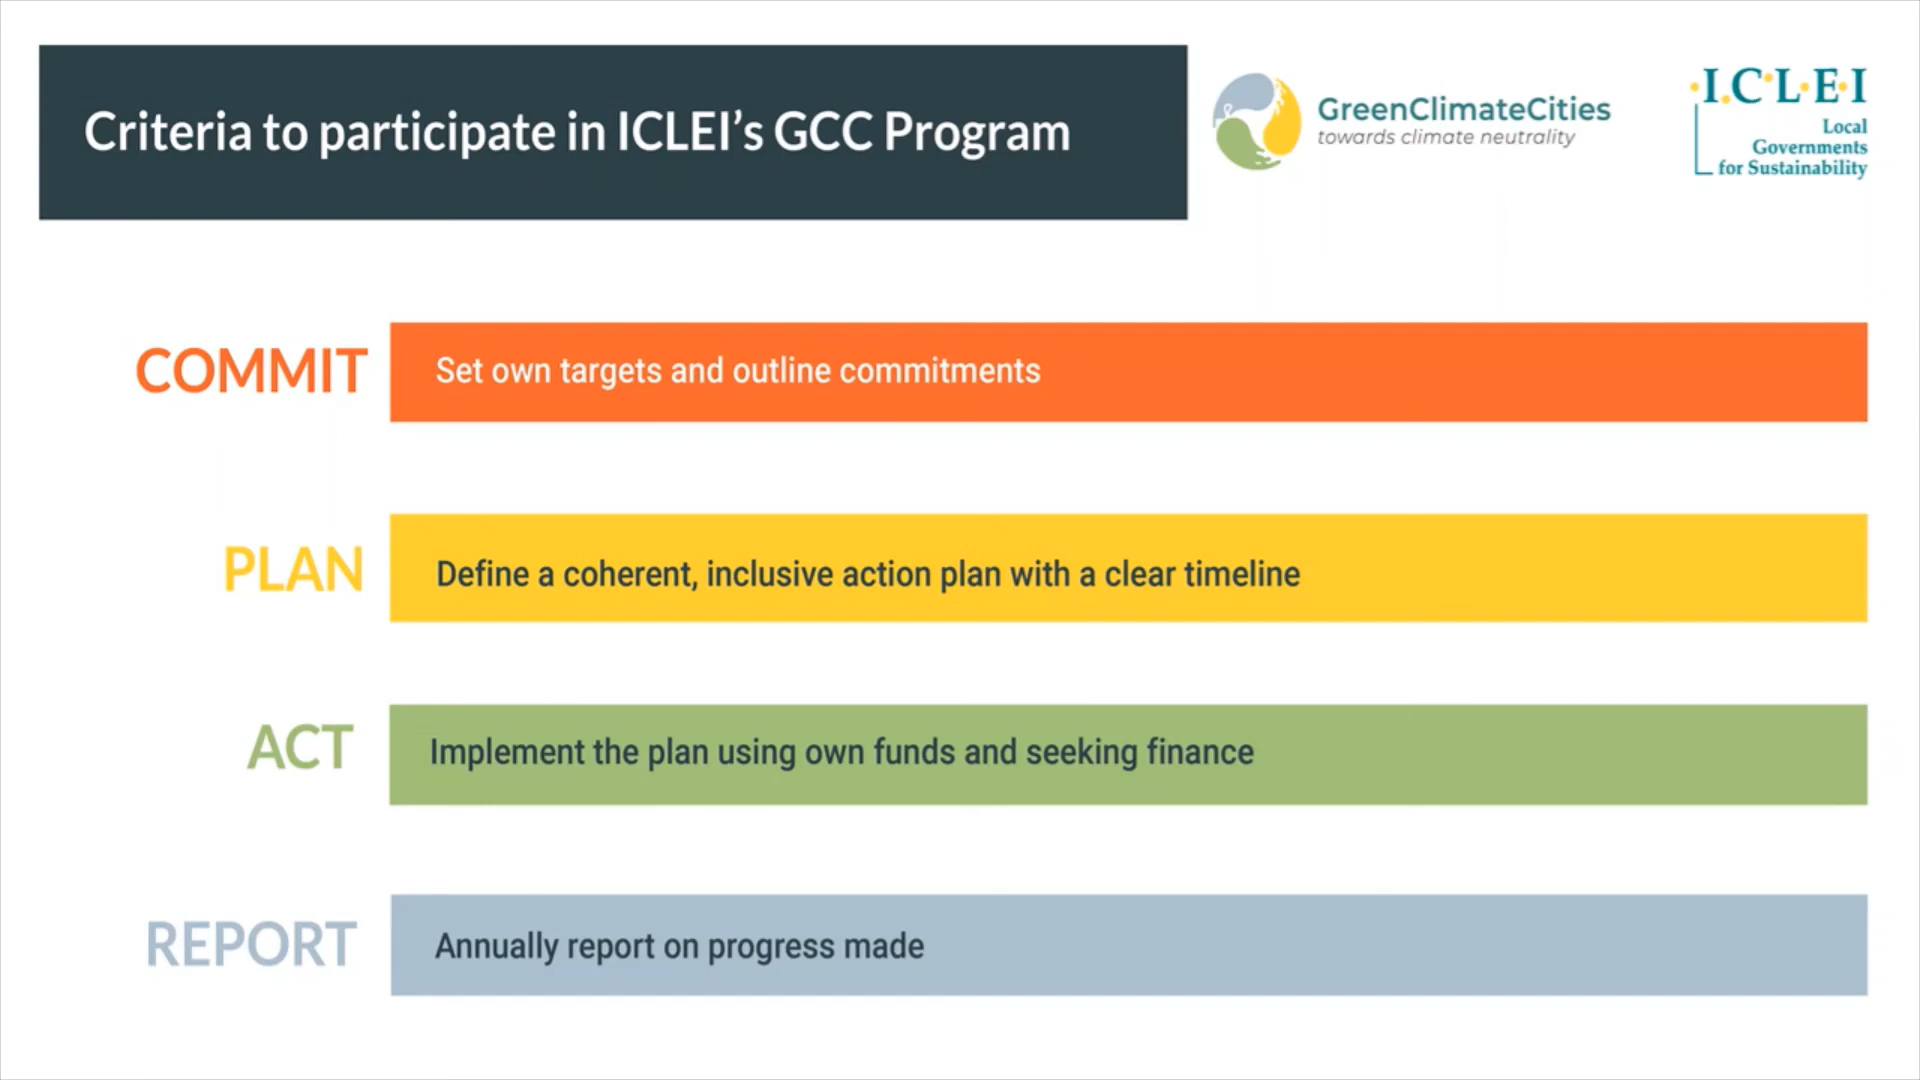 Criteria to participate in ICLEI's GCC Program
GreenClimateCities
towards climate neutrality
I.C.L.E.I
Local
Governments
for Sustainability
COMMIT
Set own targets and outline commitments
PLAN
Define a coherent, inclusive action plan with a clear timeline
ACT
Implement the plan using own funds and seeking finance
REPORT
Annually report on progress made